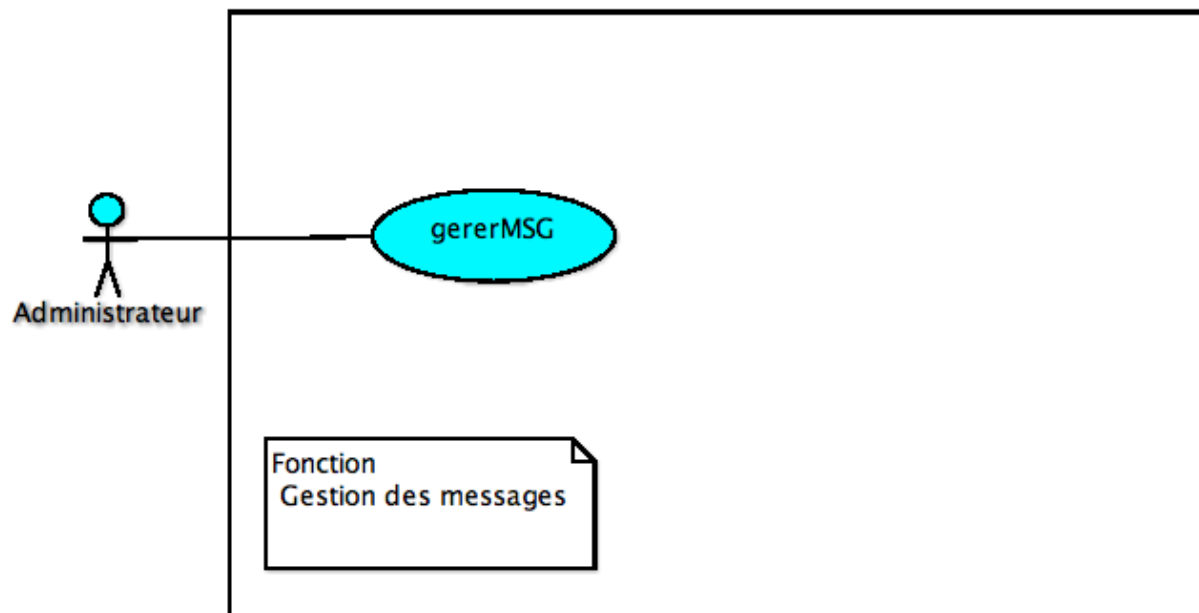 gererMSG
Administrateur
Fonction
Gestion des messages